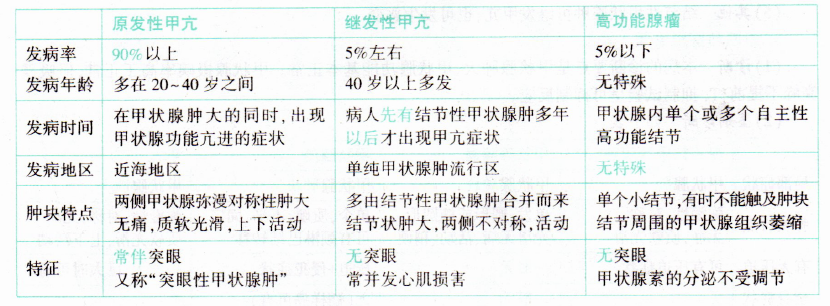 原发性甲亢 继发性甲亢 高功能腺瘤
发病率 90%以上 5%左右 5%以下
发病年龄 多在20~40岁之间 40岁以上多发 无特殊
发病时间 在甲状腺肿大的同时,出现 病人先有结节性甲状腺肿多年 甲状腺内单个或多个自主性
甲状腺功能亢进的症状 以后才出现甲亢症状 高功能结节
发病地区 近海地区 单纯甲状腺肿流行区 无特殊
肿块特点 两侧甲状腺弥漫对称性肿大 多由结节性甲状腺肿合并而来 单个小结节,有时不能触及肿块
无痛,质软光滑,上下活动 结节状肿大,两侧不对称,活动 结节周围的甲状腺组织萎缩
特征 常伴突眼 无突眼 无突眼
又称“突眼性甲状腺肿” 常并发心肌损害 甲状腺素的分泌不受调节